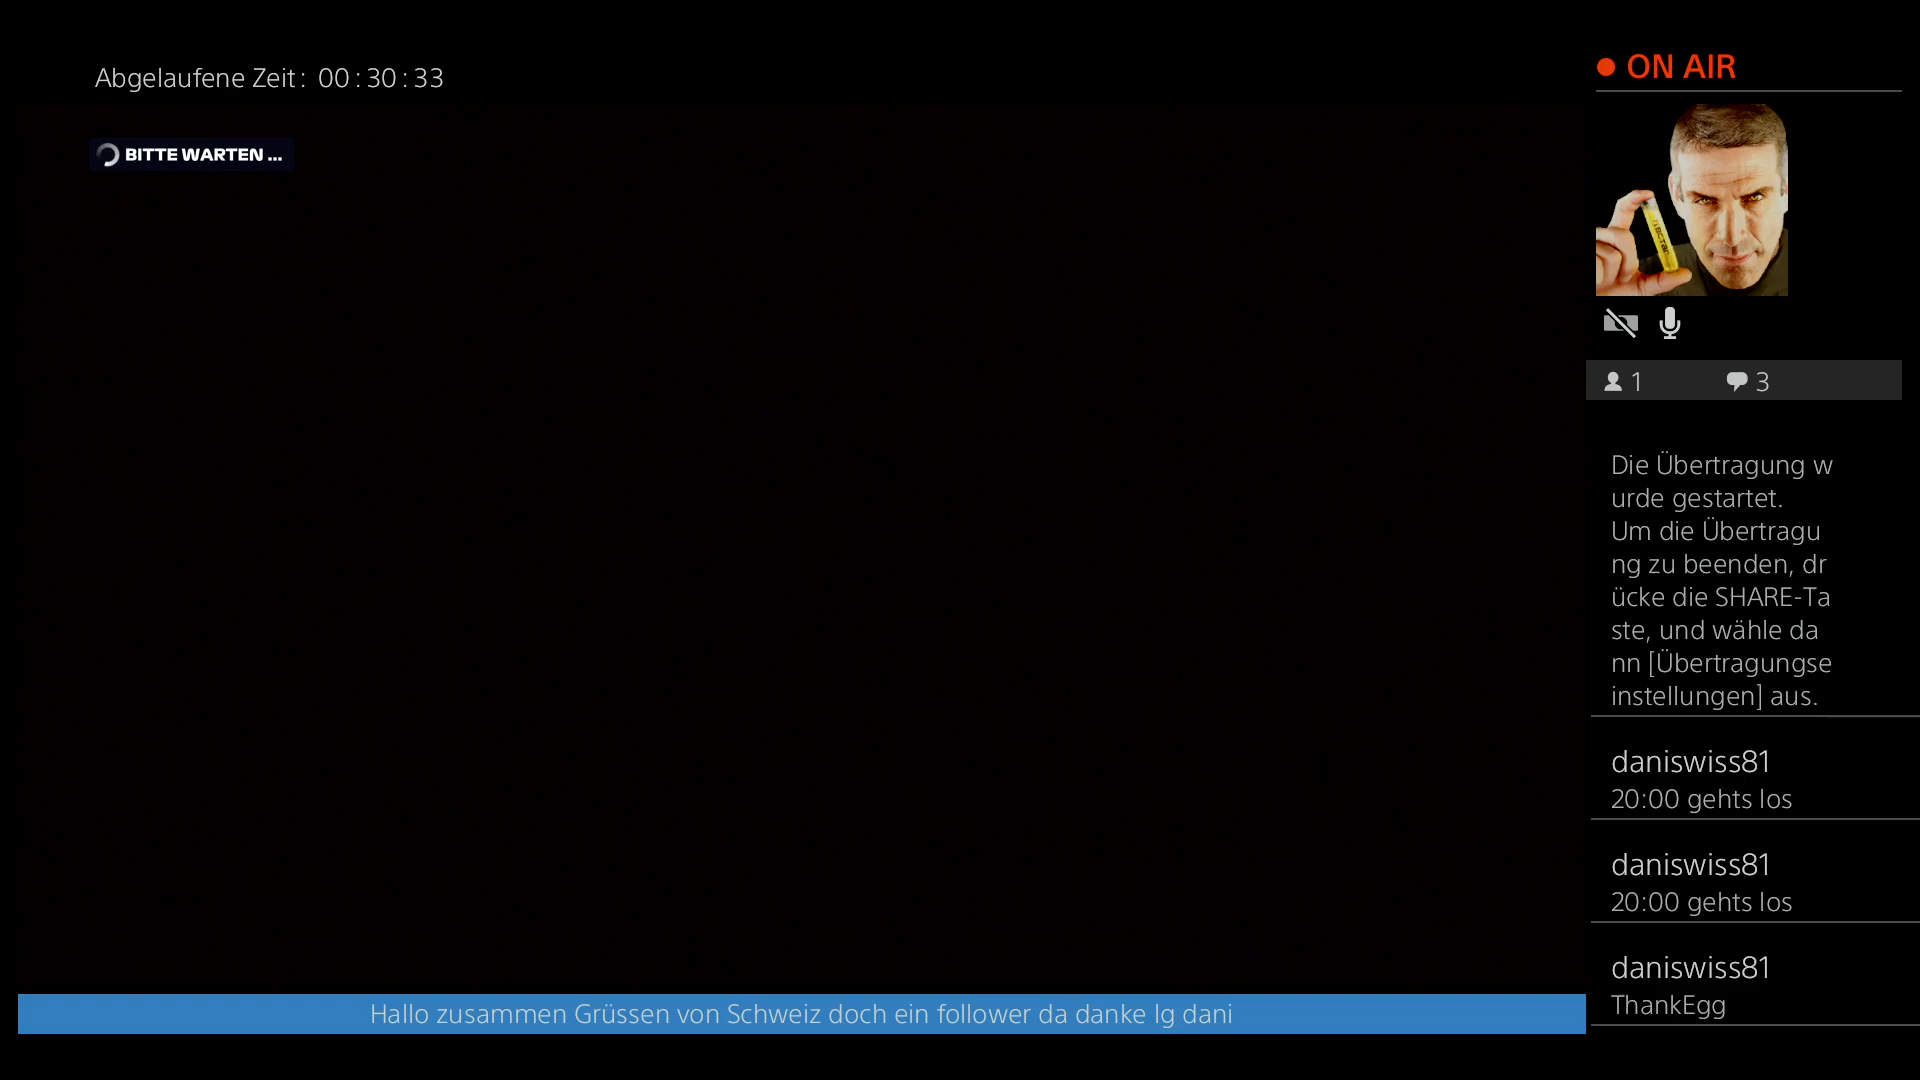 Abgelaufene Zeit: 00:30:33
BITTE WARTEN ...
ON AIR
nectar
1
3
Die Übertragung w
urde gestartet.
Um die Übertragu
ng zu beenden, dr
ücke die SHARE-Ta
ste, und wähle da
nn [Übertragungse
instellungen] aus.
daniswiss81
20:00 gehts los
daniswiss81
20:00 gehts los
daniswiss81
ThankEgg
Hallo zusammen Grüssen von Schweiz doch ein follower da danke lg dani